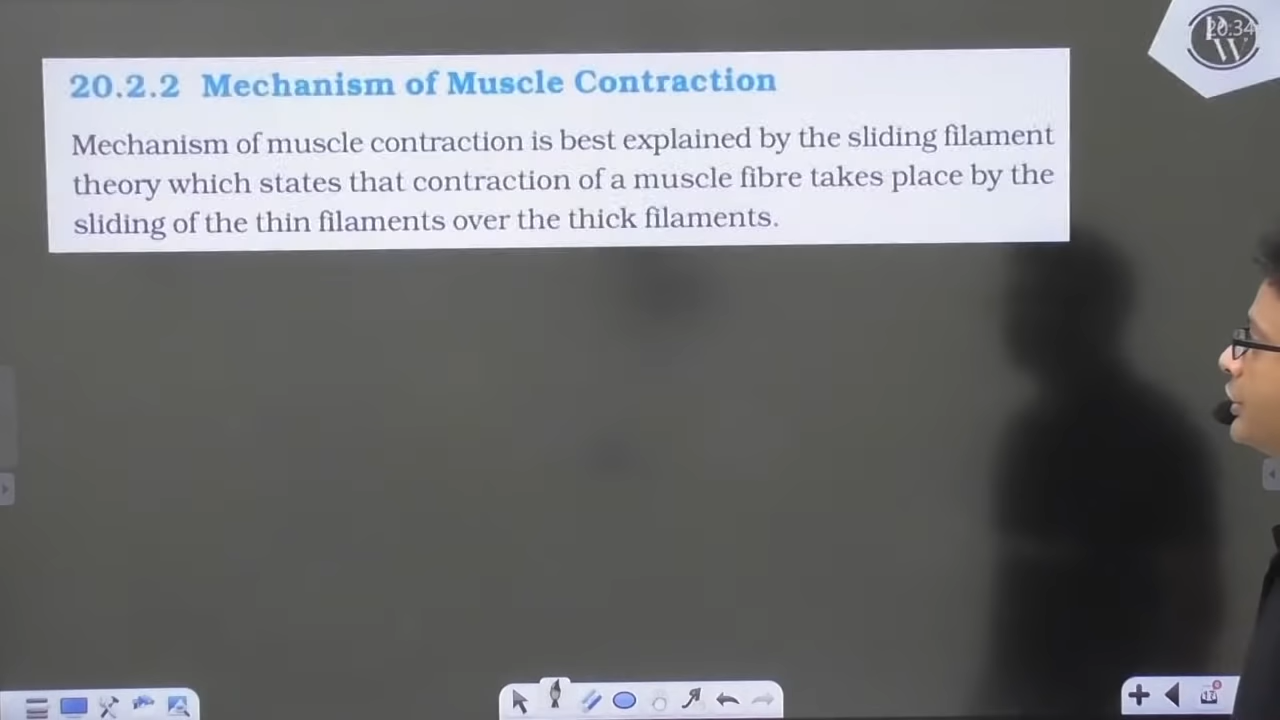 20:34
20.2.2 Mechanism of Muscle Contraction
Mechanism of muscle contraction is best explained by the sliding filament
theory which states that contraction of a muscle fibre takes place by the
sliding of the thin filaments over the thick filaments.